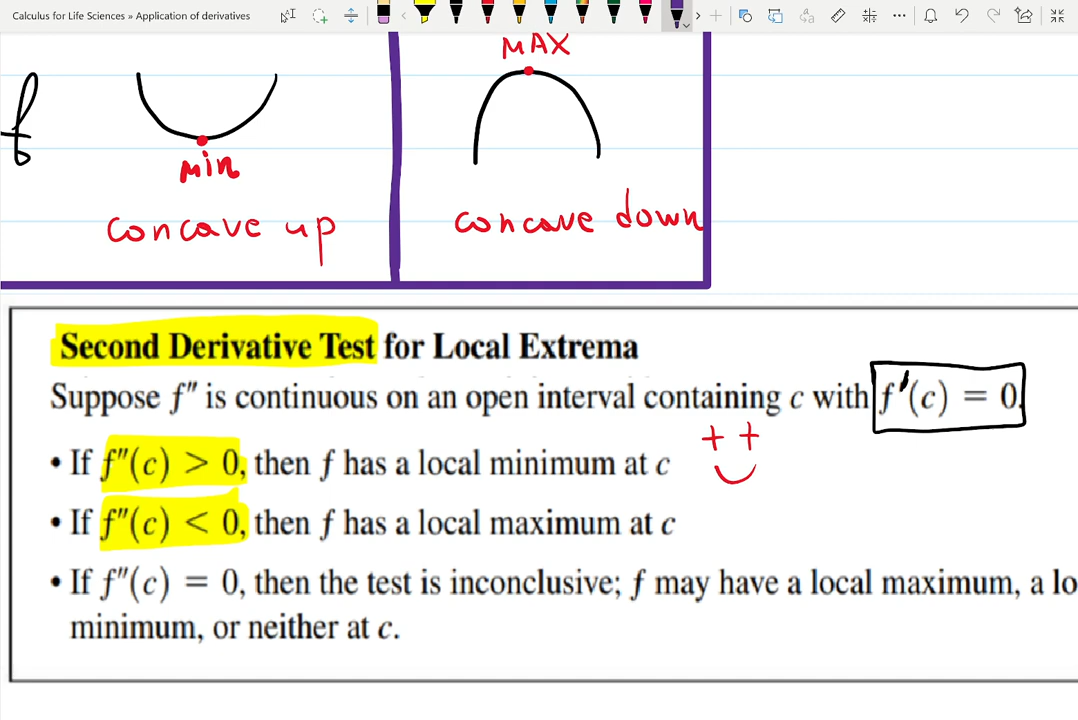 Calculus for Life Sciences » Application of derivatives
MAX
f
Min
concave up
concave down
Second Derivative Test for Local Extrema
Suppose f″ is continuous on an open interval containing c with f′(c) = 0.
+ +
• If f″(c) > 0, then f has a local minimum at c
• If f″(c) < 0, then f has a local maximum at c
• If f″(c) = 0, then the test is inconclusive; f may have a local maximum, a lo
minimum, or neither at c.